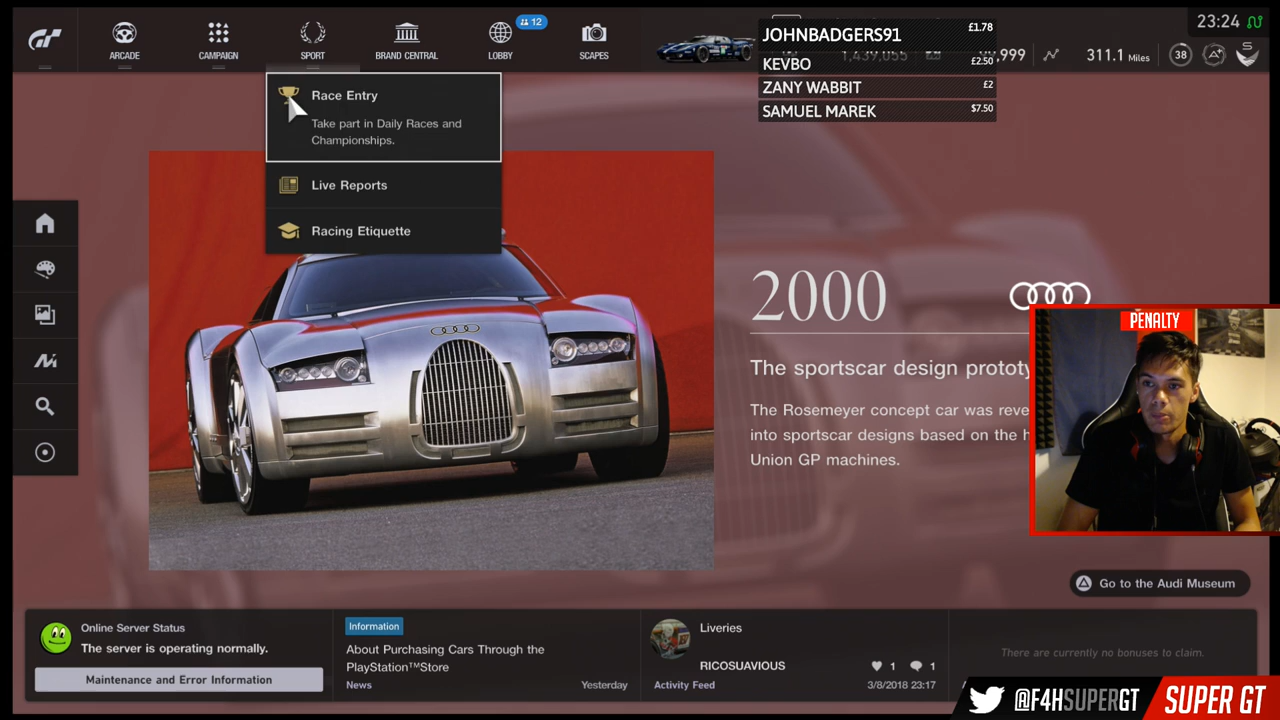 ARCADE
CAMPAIGN
SPORT
BRAND CENTRAL
LOBBY
12
SCAPES
JOHNBADGERS91 £1.78
KEVBO £2.50
ZANY WABBIT £2
SAMUEL MAREK $7.50
,999
311.1 Miles
38
S
23:24
Race Entry
Take part in Daily Races and
Championships.
Live Reports
Racing Etiquette
2000
The sportscar design prototy
The Rosemeyer concept car was reve
into sportscar designs based on the h
Union GP machines.
PENALTY
Go to the Audi Museum
Online Server Status
The server is operating normally.
Maintenance and Error Information
Information
About Purchasing Cars Through the
PlayStation™Store
News Yesterday
Liveries
RICOSUAVIOUS 1 1
Activity Feed 3/8/2018 23:17
There are currently no bonuses to claim.
@F4HSUPERGT
SUPER GT